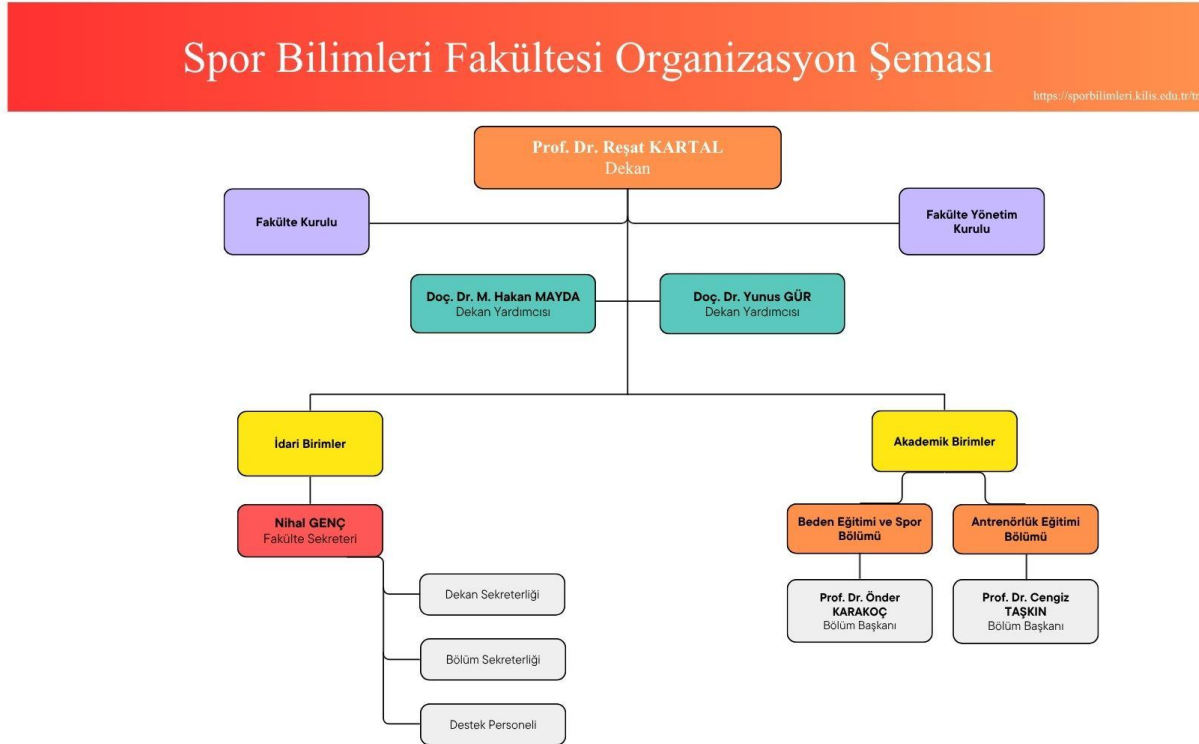 Spor Bilimleri Fakültesi Organizasyon Şeması
https://sporbilimleri.kilis.edu.tr/tr
Prof. Dr. Reşat KARTAL
Dekan
Fakülte Kurulu
Fakülte Yönetim
Kurulu
Doç. Dr. M. Hakan MAYDA
Dekan Yardımcısı
Doç. Dr. Yunus GÜR
Dekan Yardımcısı
İdari Birimler
Akademik Birimler
Nihal GENÇ
Fakülte Sekreteri
Beden Eğitimi ve Spor
Bölümü
Antrenörlük Eğitimi
Bölümü
Dekan Sekreterliği
Prof. Dr. Önder
KARAKOÇ
Bölüm Başkanı
Prof. Dr. Cengiz
TAŞKIN
Bölüm Başkanı
Bölüm Sekreterliği
Destek Personeli